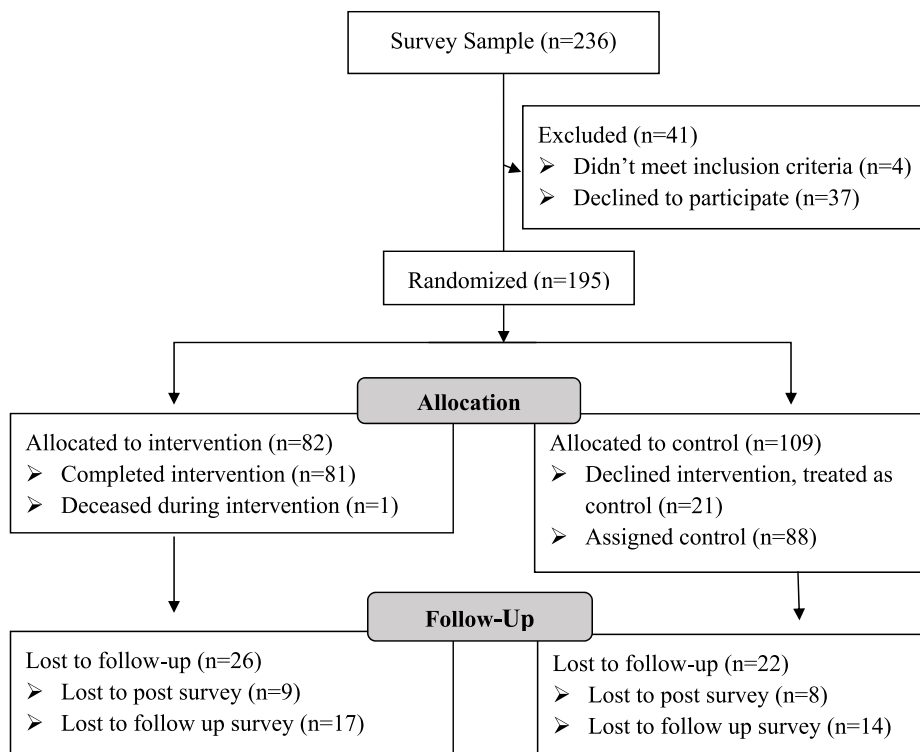 Survey Sample (n=236)
Excluded (n=41)
➢ Didn’t meet inclusion criteria (n=4)
➢ Declined to participate (n=37)
Randomized (n=195)
Allocation
Allocated to intervention (n=82)
➢ Completed intervention (n=81)
➢ Deceased during intervention (n=1)
Allocated to control (n=109)
➢ Declined intervention, treated as
control (n=21)
➢ Assigned control (n=88)
Follow-Up
Lost to follow-up (n=26)
➢ Lost to post survey (n=9)
➢ Lost to follow up survey (n=17)
Lost to follow-up (n=22)
➢ Lost to post survey (n=8)
➢ Lost to follow up survey (n=14)